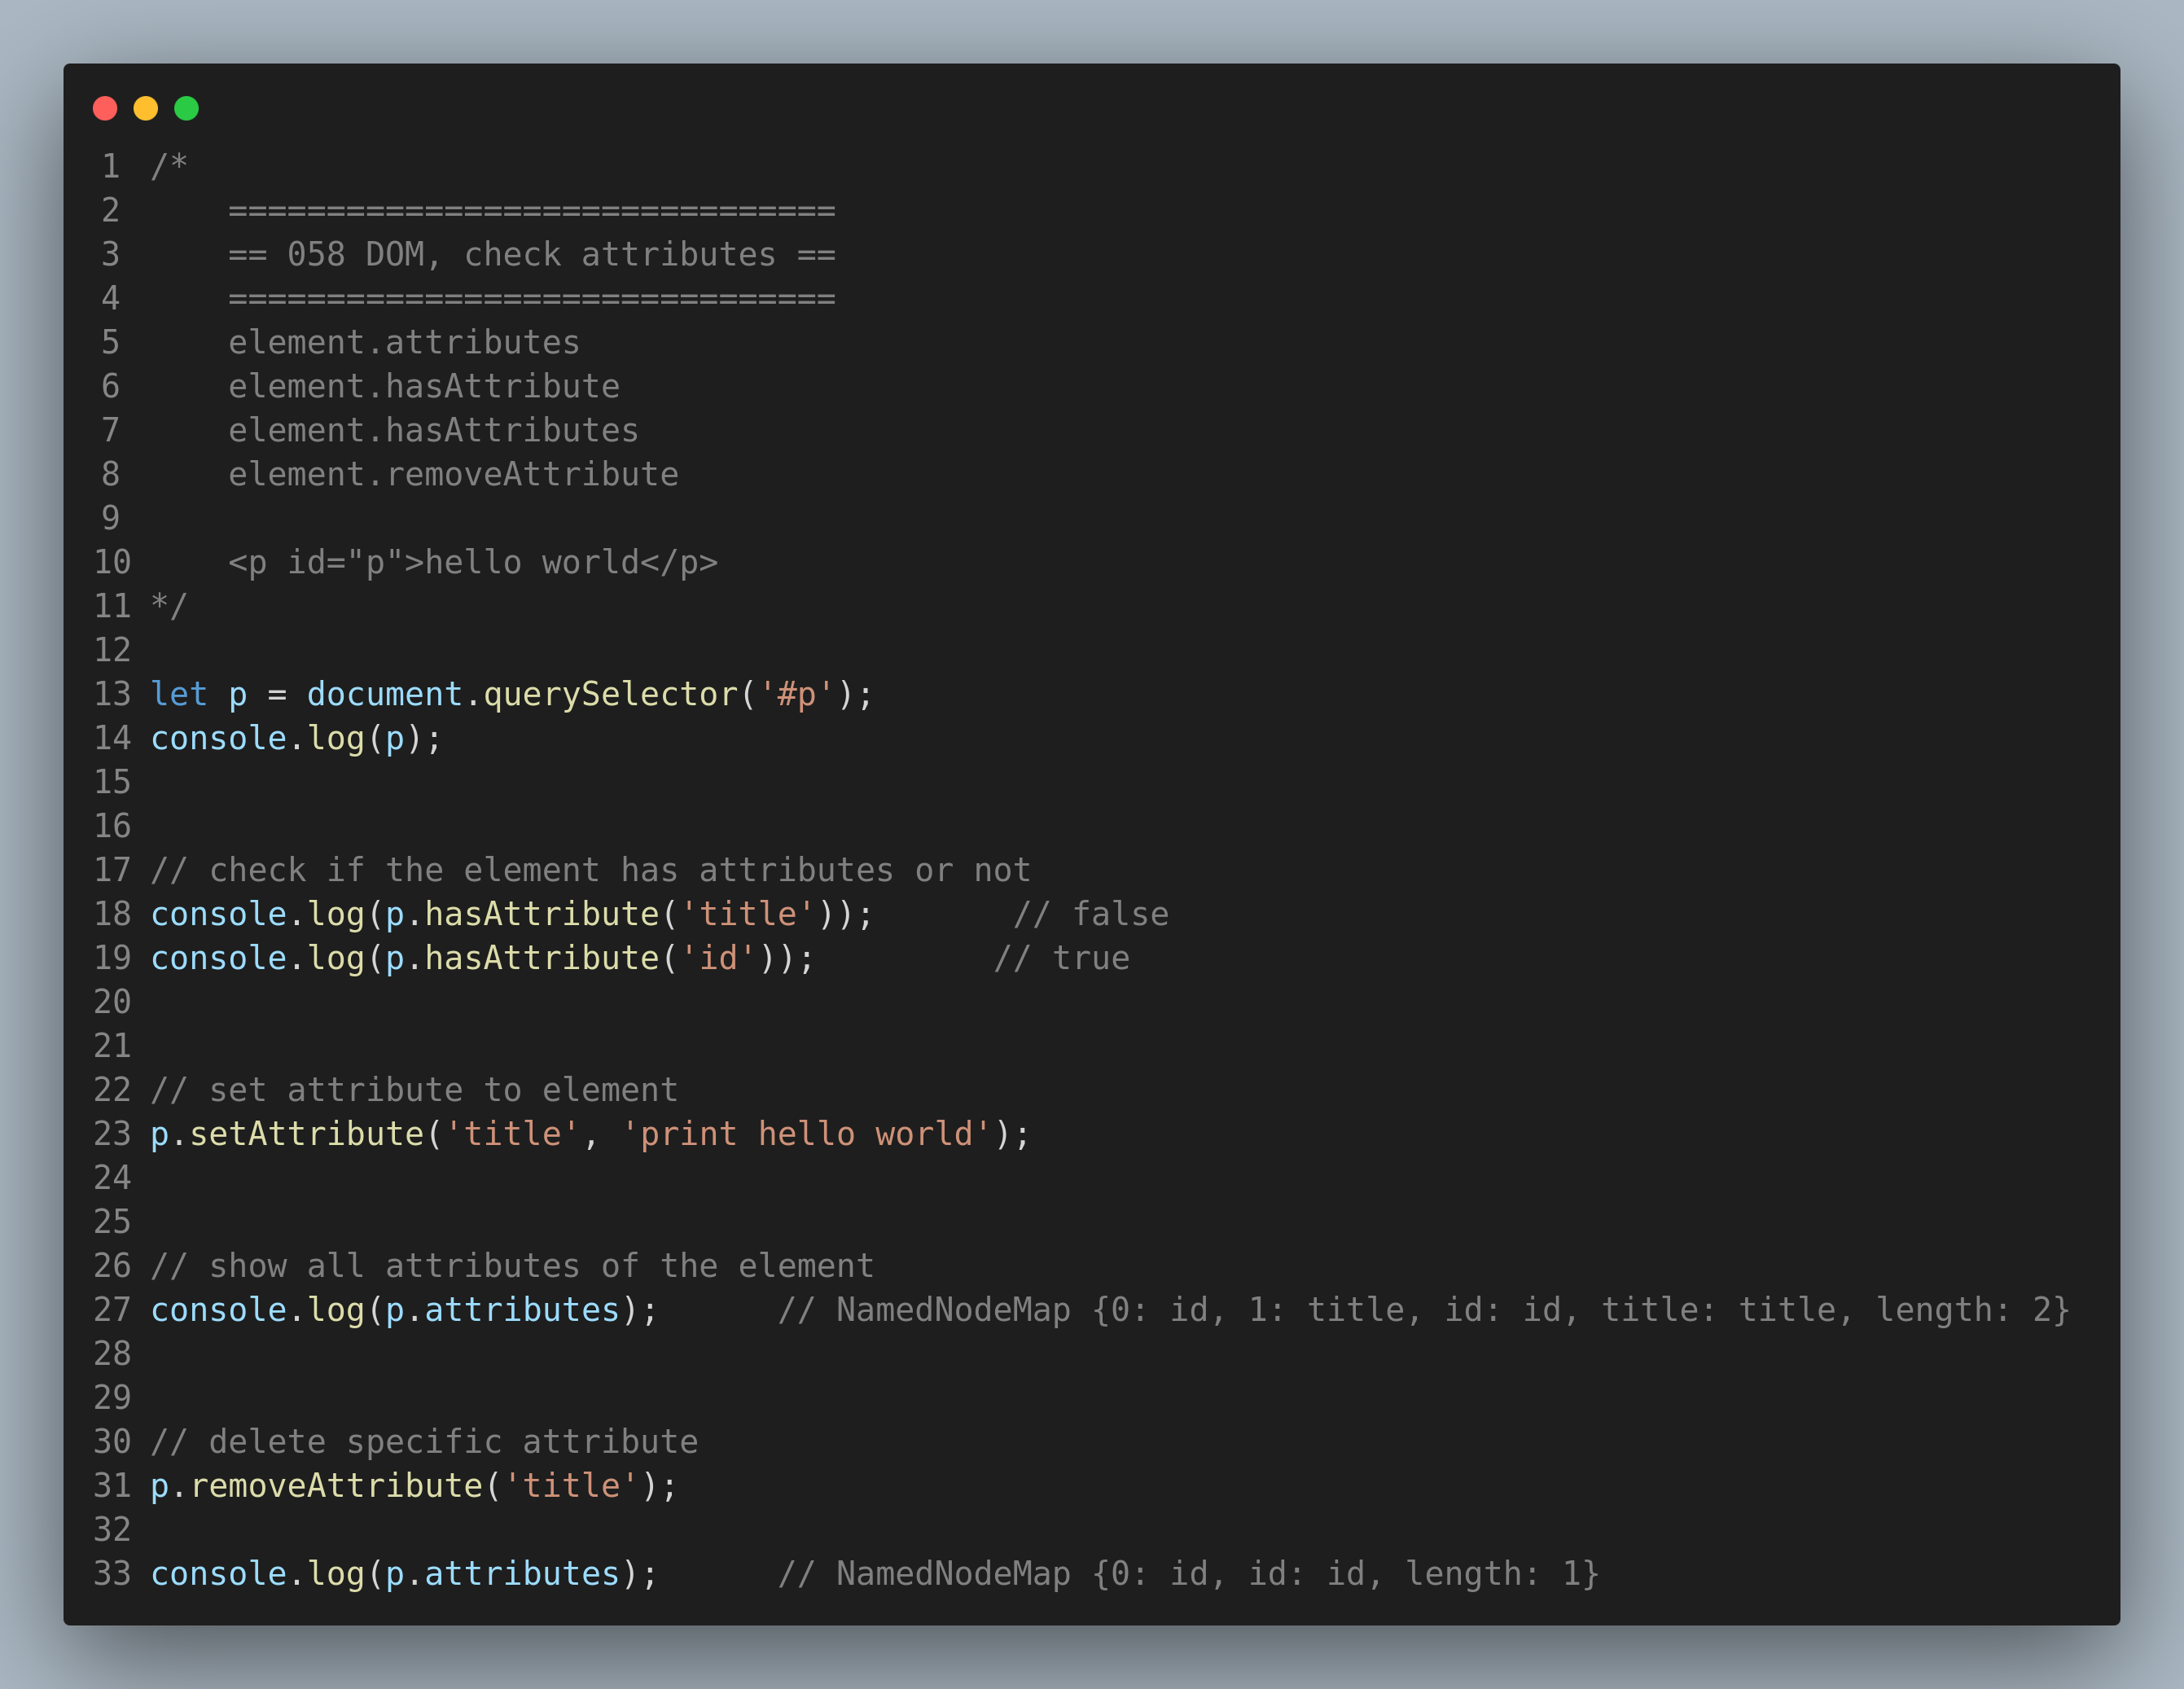 1 /*
2     ===============================
3     == 058 DOM, check attributes ==
4     ===============================
5     element.attributes
6     element.hasAttribute
7     element.hasAttributes
8     element.removeAttribute
9
10     <p id="p">hello world</p>
11 */
12
13 let p = document.querySelector('#p');
14 console.log(p);
15
16
17 // check if the element has attributes or not
18 console.log(p.hasAttribute('title'));       // false
19 console.log(p.hasAttribute('id'));         // true
20
21
22 // set attribute to element
23 p.setAttribute('title', 'print hello world');
24
25
26 // show all attributes of the element
27 console.log(p.attributes);      // NamedNodeMap {0: id, 1: title, id: id, title: title, length: 2}
28
29
30 // delete specific attribute
31 p.removeAttribute('title');
32
33 console.log(p.attributes);      // NamedNodeMap {0: id, id: id, length: 1}